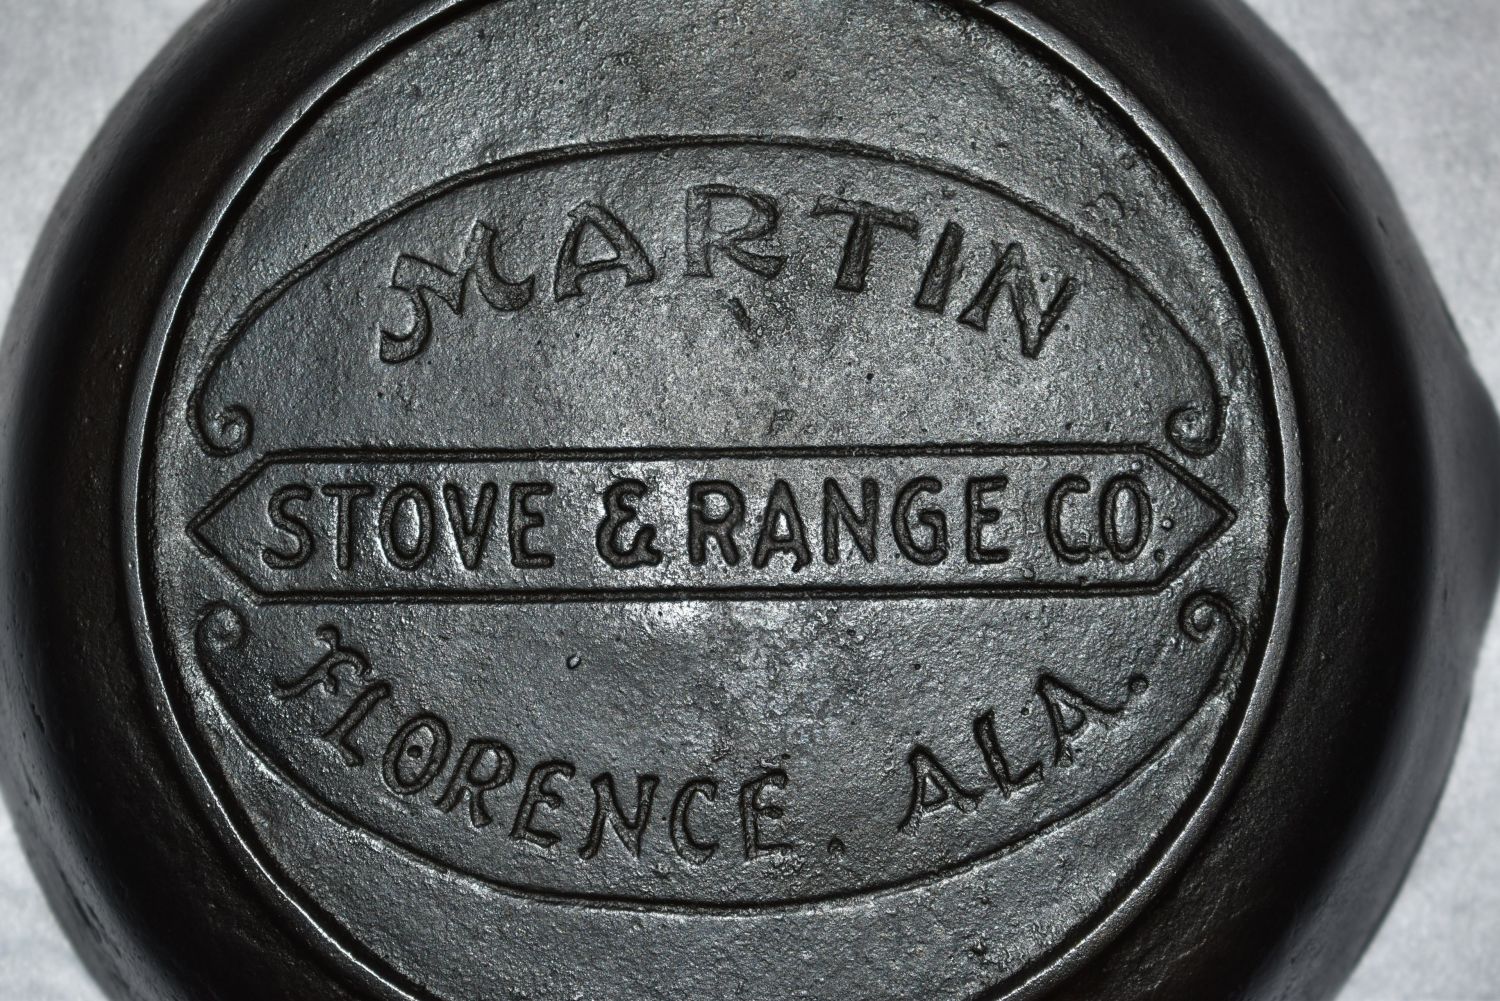 MARTIN
STOVE & RANGE CO.
FLORENCE. ALA.